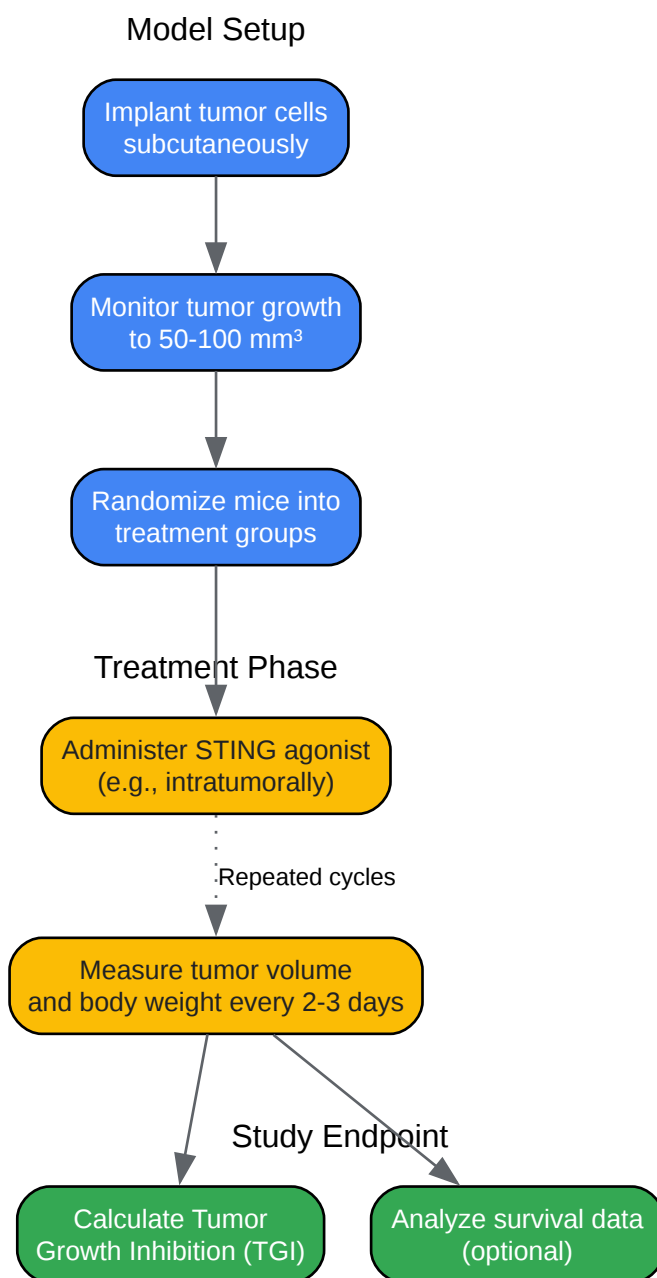 Model Setup
Implant tumor cells
subcutaneously
Monitor tumor growth
to 50-100 mm³
Randomize mice into
treatment groups
Treatment Phase
Administer STING agonist
(e.g., intratumorally)
Repeated cycles
Measure tumor volume
and body weight every 2-3 days
Study Endpoint
Calculate Tumor
Growth Inhibition (TGI)
Analyze survival data
(optional)